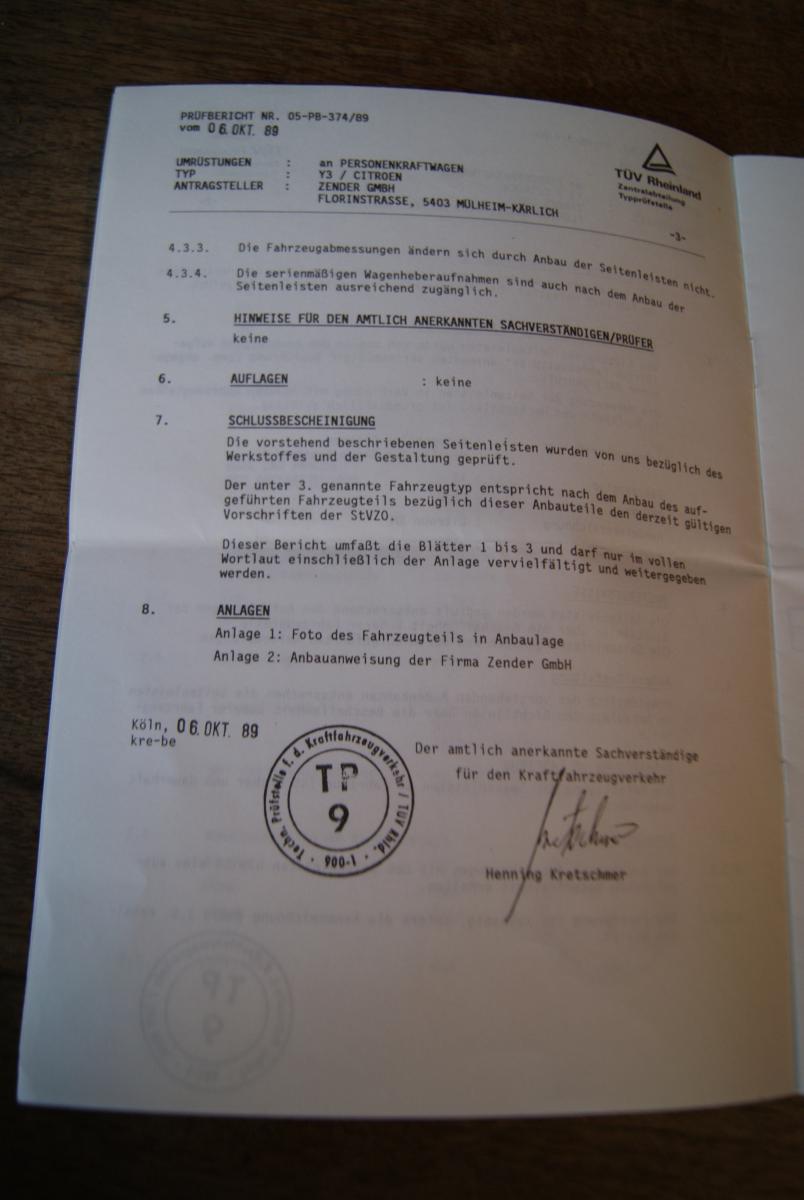 PRÜFBERICHT NR. 05-PB-374/89
vom 06. OKT. 89
UMRÜSTUNGEN : an PERSONENKRAFTWAGEN
TYP : Y3 / CITROEN
ANTRAGSTELLER : ZENDER GMBH
FLORINSTRASSE, 5403 MÜLHEIM-KÄRLICH
TÜV Rheinland
Zentralabteilung
Typprüfstelle
-3-
4.3.3. Die Fahrzeugabmessungen ändern sich durch Anbau der Seitenleisten nicht.
4.3.4. Die serienmäßigen Wagenheberaufnahmen sind auch nach dem Anbau der
Seitenleisten ausreichend zugänglich.
5. HINWEISE FÜR DEN AMTLICH ANERKANNTEN SACHVERSTÄNDIGEN/PRÜFER
keine
6. AUFLAGEN : keine
7. SCHLUSSBESCHEINIGUNG
Die vorstehend beschriebenen Seitenleisten wurden von uns bezüglich des
Werkstoffes und der Gestaltung geprüft.
Der unter 3. genannte Fahrzeugtyp entspricht nach dem Anbau des auf-
geführten Fahrzeugteils bezüglich dieser Anbauteile den derzeit gültigen
Vorschriften der StVZO.
Dieser Bericht umfaßt die Blätter 1 bis 3 und darf nur im vollen
Wortlaut einschließlich der Anlage vervielfältigt und weitergegeben
werden.
8. ANLAGEN
Anlage 1: Foto des Fahrzeugteils in Anbaulage
Anlage 2: Anbauanweisung der Firma Zender GmbH
Köln, 06. OKT. 89
kre-be
Techn. Prüfstelle f. d. Kraftfahrzeugverkehr / TÜV Rhld.
TP
9
900-1
Der amtlich anerkannte Sachverständige
für den Kraftfahrzeugverkehr
Kretschmer
Henning Kretschmer